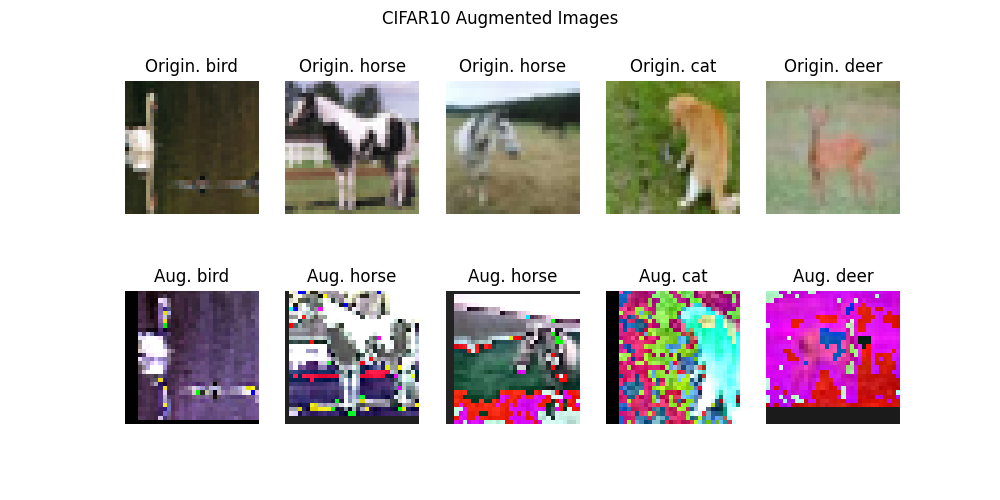 CIFAR10 Augmented Images
Origin. bird
Origin. horse
Origin. horse
Origin. cat
Origin. deer
Aug. bird
Aug. horse
Aug. horse
Aug. cat
Aug. deer